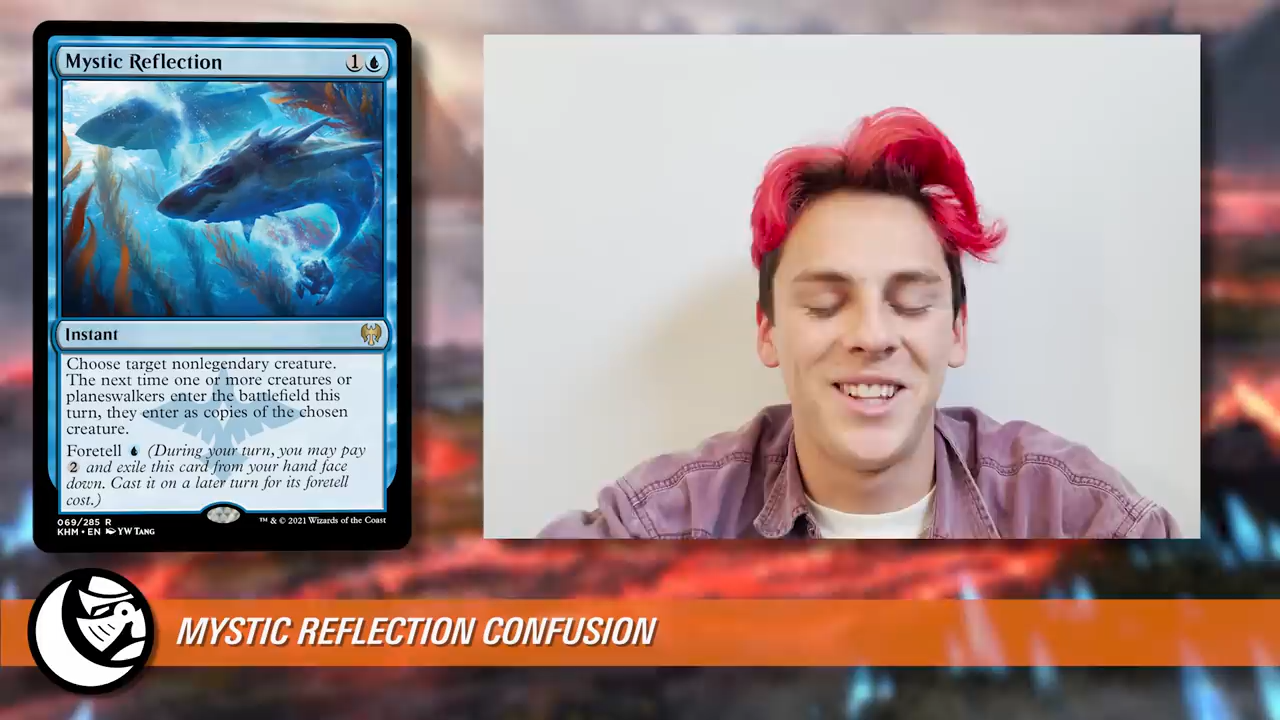 Mystic Reflection 1
Instant
Choose target nonlegendary creature.
The next time one or more creatures or
planeswalkers enter the battlefield this
turn, they enter as copies of the chosen
creature.
Foretell (During your turn, you may pay
2 and exile this card from your hand face
down. Cast it on a later turn for its foretell
cost.)
069/285 R
KHM • EN YW TANG
™ & © 2021 Wizards of the Coast
MYSTIC REFLECTION CONFUSION